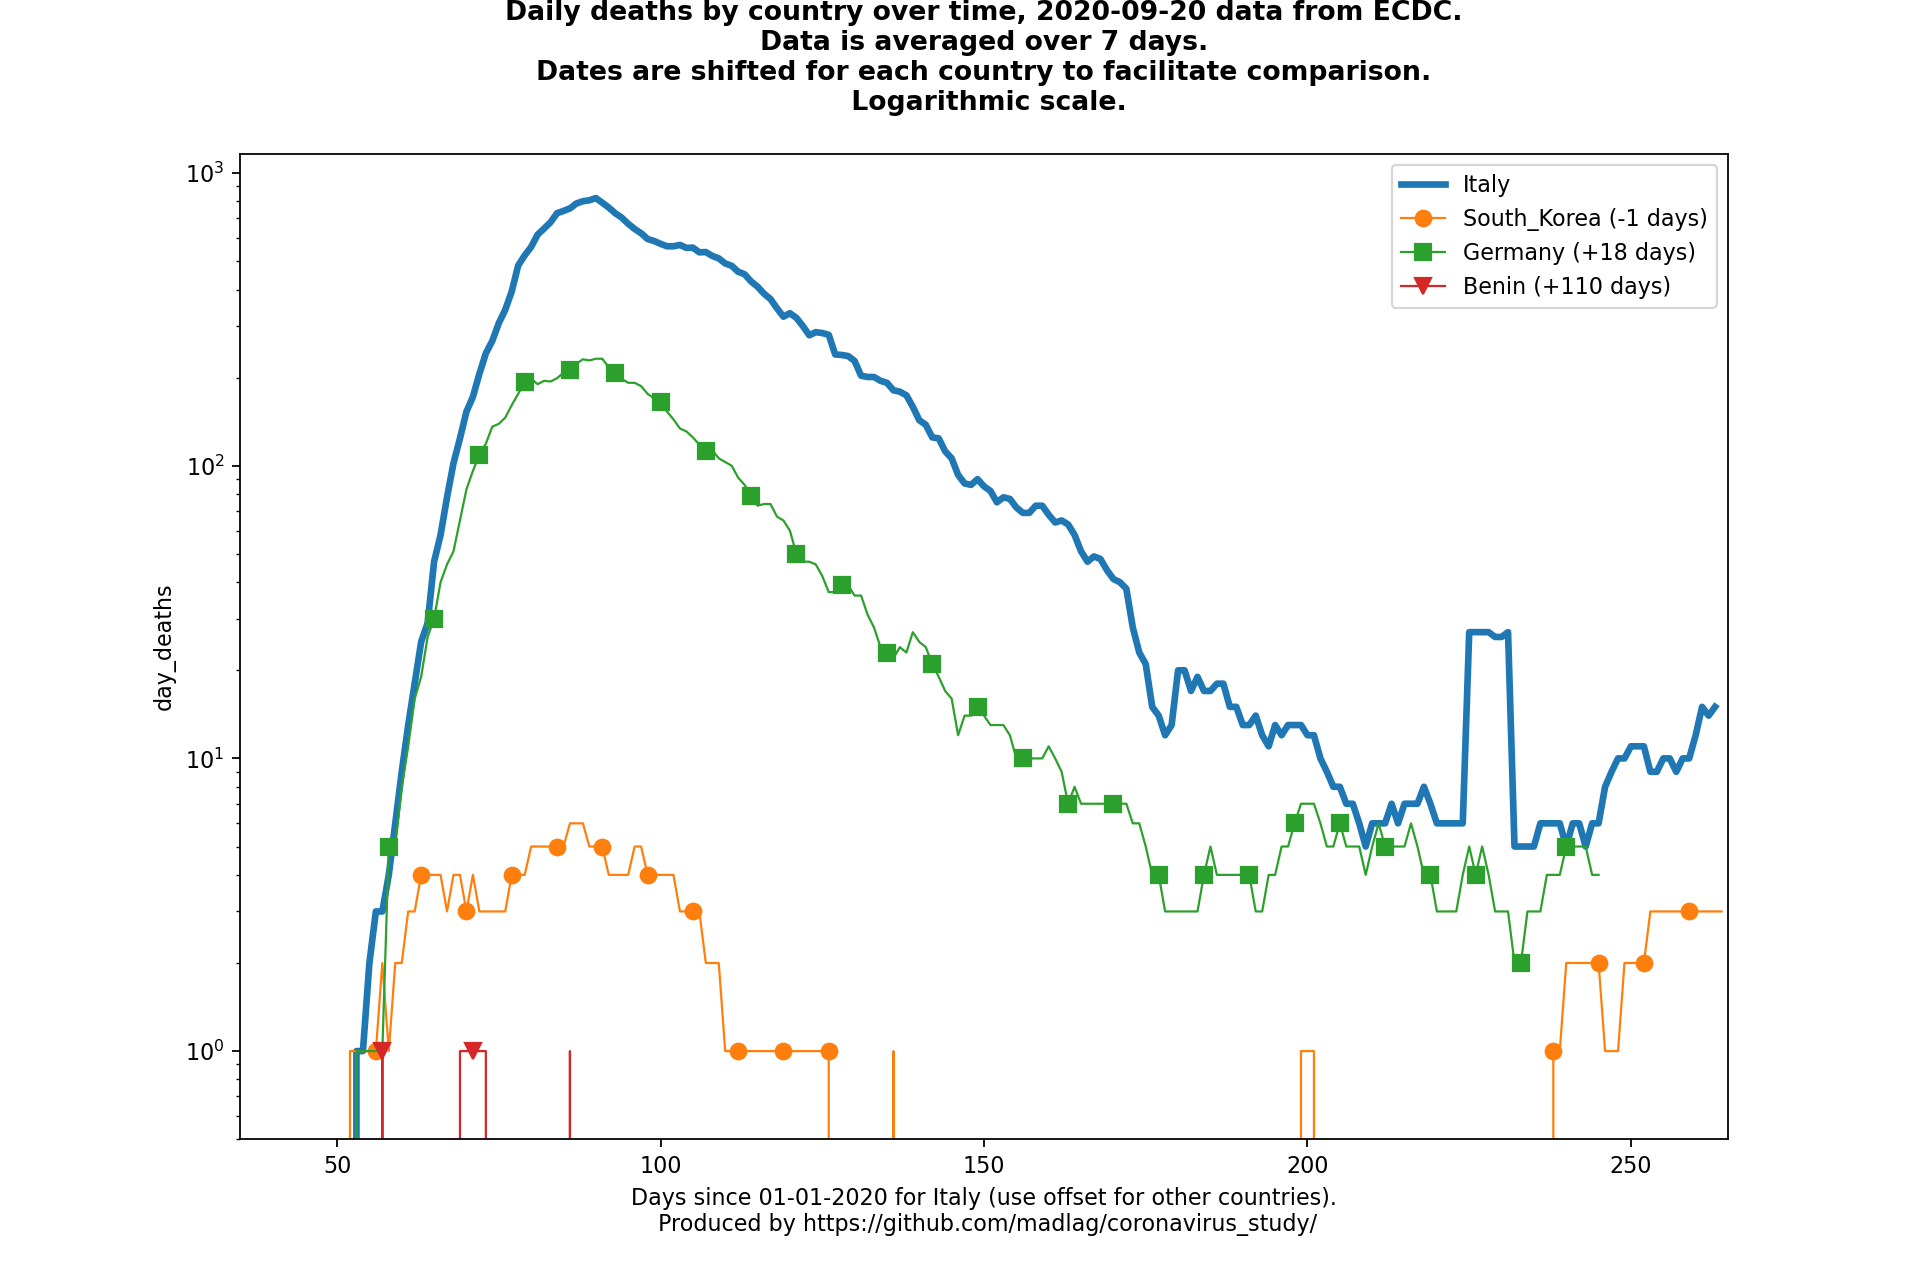 Daily deaths by country over time, 2020-09-20 data from ECDC.
Data is averaged over 7 days.
Dates are shifted for each country to facilitate comparison.
Logarithmic scale.
10³
10²
10¹
10⁰
day_deaths
Italy
South_Korea (-1 days)
Germany (+18 days)
Benin (+110 days)
50 100 150 200 250
Days since 01-01-2020 for Italy (use offset for other countries).
Produced by https://github.com/madlag/coronavirus_study/